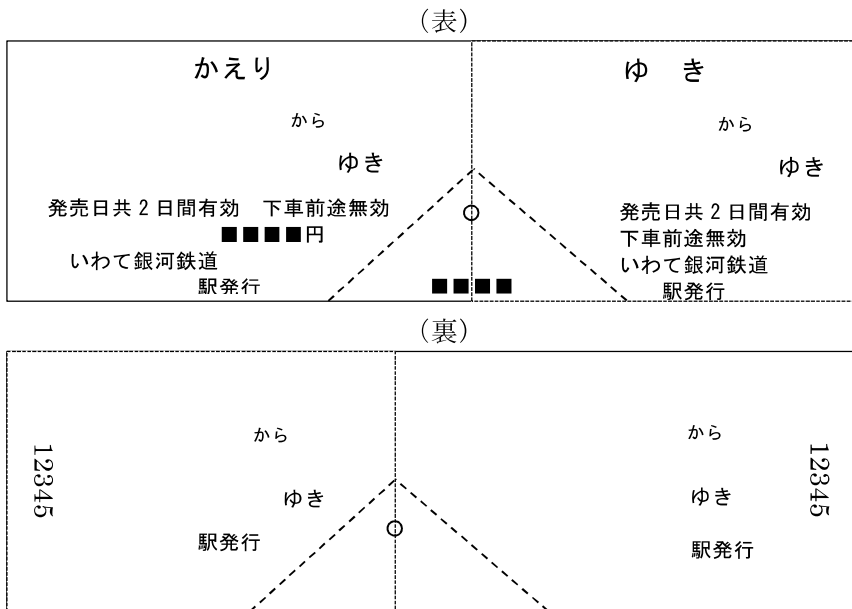 （表）
かえり
から
ゆき
発売日共２日間有効　下車前途無効
■■■■円
いわて銀河鉄道
駅発行
ゆ　き
から
ゆき
発売日共２日間有効
下車前途無効
いわて銀河鉄道
駅発行
■■■■
（裏）
12345
から
ゆき
駅発行
から
ゆき
駅発行
12345